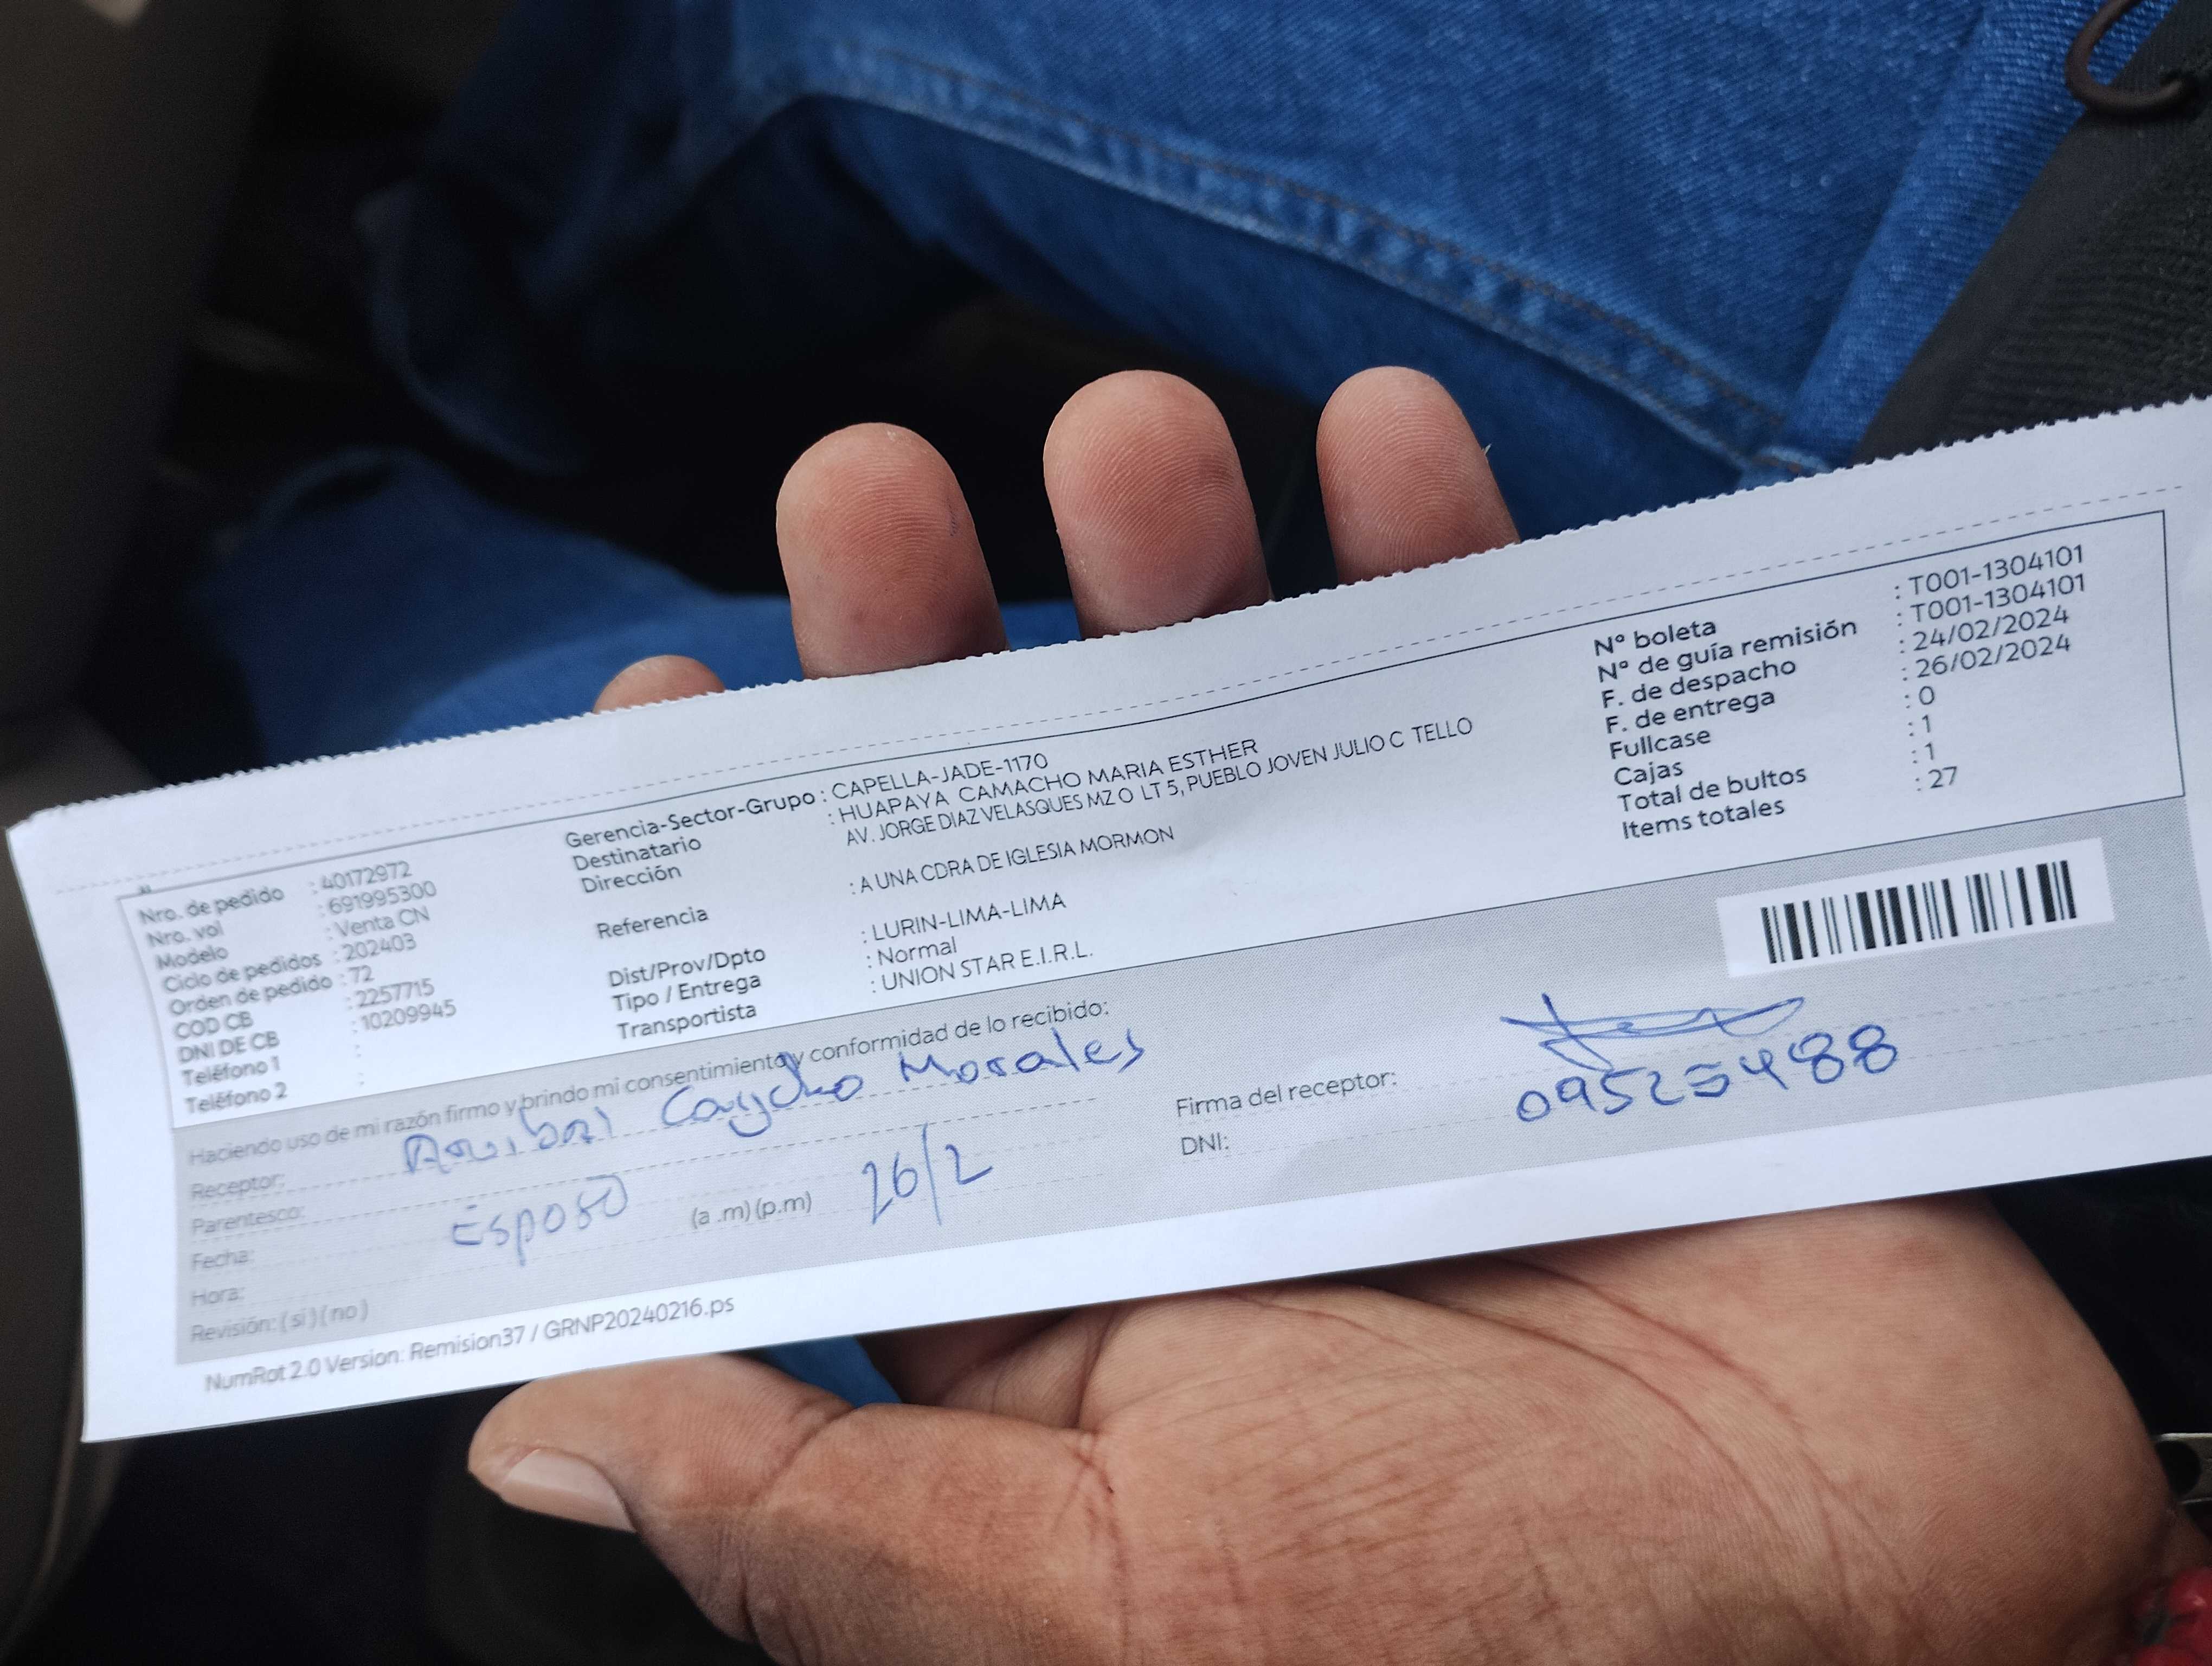 Nro. de pedido : 40172972
Nro. vol : 691995300
Modelo : Venta CN
Ciclo de pedidos : 202403
Orden de pedido : 72
COD CB : 2257715
DNI DE CB : 10209945
Teléfono 1 :
Teléfono 2 :
Gerencia-Sector-Grupo : CAPELLA-JADE-1170
Destinatario : HUAPAYA CAMACHO MARIA ESTHER
Dirección AV. JORGE DIAZ VELASQUES MZ O LT 5, PUEBLO JOVEN JULIO C TELLO
Referencia : A UNA CDRA DE IGLESIA MORMON
Dist/Prov/Dpto : LURIN-LIMA-LIMA
Tipo / Entrega : Normal
Transportista : UNION STAR E.I.R.L.
N° boleta : T001-1304101
N° de guía remisión : T001-1304101
F. de despacho : 24/02/2024
F. de entrega : 26/02/2024
Fullcase : 0
Cajas : 1
Total de bultos : 1
Items totales : 27
Haciendo uso de mi razón firmo y brindo mi consentimiento y conformidad de lo recibido:
Receptor: Anibal Caycho Morales
Parentesco: Esposo
Fecha: 26/2
Hora: (a .m) (p.m)
Revisión: ( si ) ( no )
Firma del receptor:
DNI: 09525488
NumRot 2.0 Version: Remision37 / GRNP20240216.ps